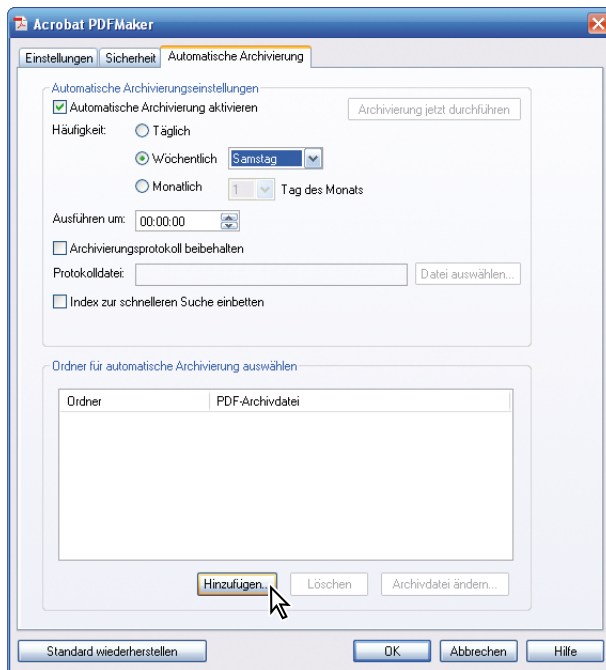 Acrobat PDFMaker
Einstellungen Sicherheit Automatische Archivierung
Automatische Archivierungseinstellungen
Automatische Archivierung aktivieren Archivierung jetzt durchführen
Häufigkeit: Täglich
Wöchentlich Samstag
Monatlich 1 Tag des Monats
Ausführen um: 00:00:00
Archivierungsprotokoll beibehalten
Protokolldatei: Datei auswählen...
Index zur schnelleren Suche einbetten
Ordner für automatische Archivierung auswählen
Ordner PDF-Archivdatei
Hinzufügen... Löschen Archivdatei ändern...
Standard wiederherstellen OK Abbrechen Hilfe